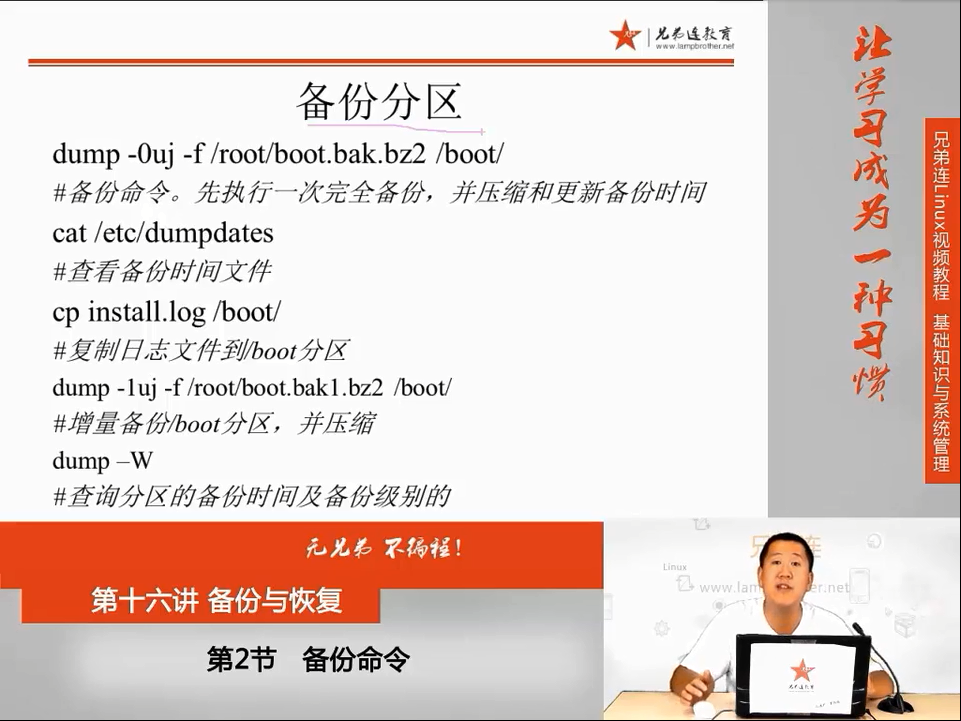 兄弟连教育
www.lampbrother.net
备份分区
dump -0uj -f /root/boot.bak.bz2 /boot/
#备份命令。先执行一次完全备份，并压缩和更新备份时间
cat /etc/dumpdates
#查看备份时间文件
cp install.log /boot/
#复制日志文件到/boot分区
dump -1uj -f /root/boot.bak1.bz2 /boot/
#增量备份/boot分区，并压缩
dump –W
#查询分区的备份时间及备份级别的
让学习成为一种习惯
兄弟连Linux视频教程 基础知识与系统管理
无兄弟 不编程！
第十六讲 备份与恢复
第2节 备份命令
Linux